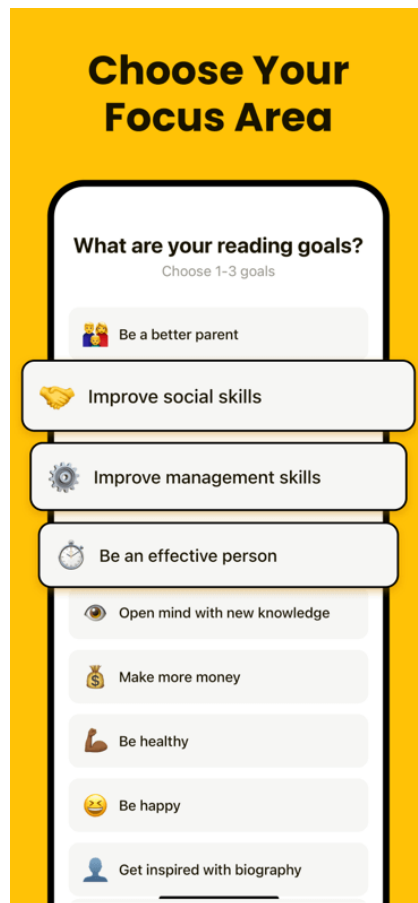 Choose Your
Focus Area
What are your reading goals?
Choose 1-3 goals
Be a better parent
Improve social skills
Improve management skills
Be an effective person
Open mind with new knowledge
Make more money
Be healthy
Be happy
Get inspired with biography